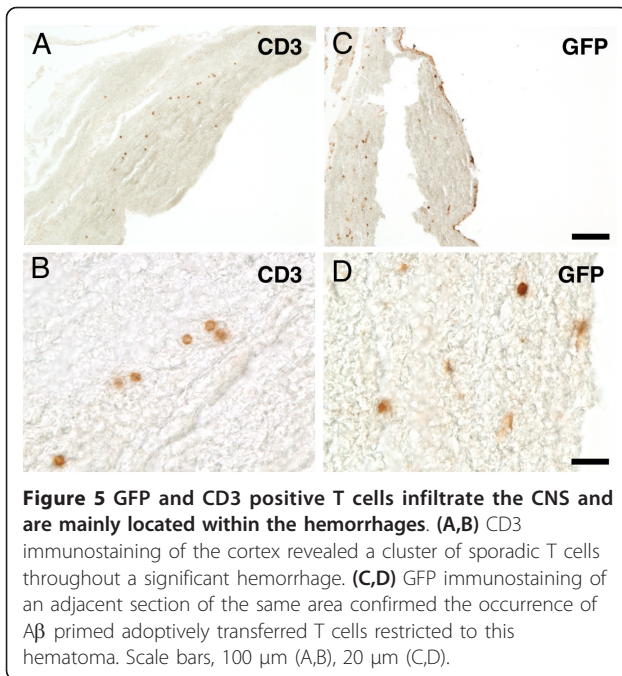 A CD3 C GFP
B CD3 D GFP
Figure 5 GFP and CD3 positive T cells infiltrate the CNS and
are mainly located within the hemorrhages. (A,B) CD3
immunostaining of the cortex revealed a cluster of sporadic T cells
throughout a significant hemorrhage. (C,D) GFP immunostaining of
an adjacent section of the same area confirmed the occurrence of
Aβ primed adoptively transferred T cells restricted to this
hematoma. Scale bars, 100 μm (A,B), 20 μm (C,D).